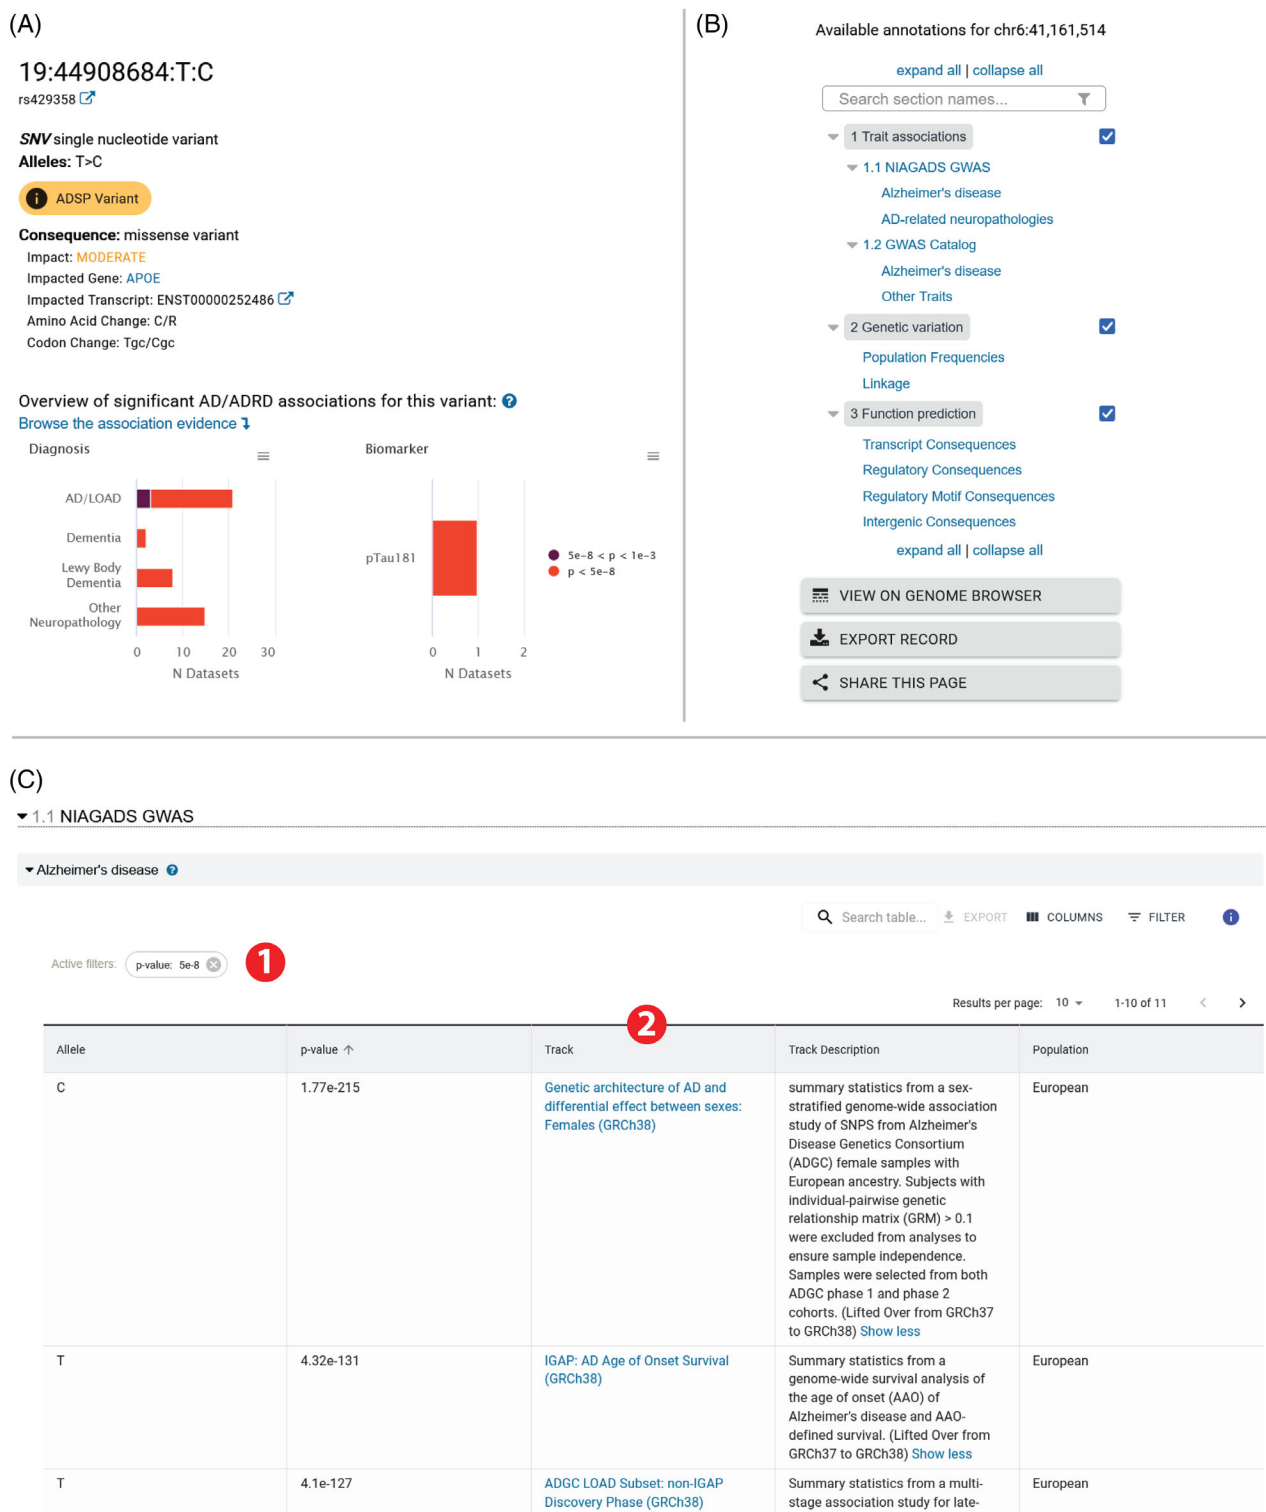 (A)
19:44908684:T:C
rs429358
SNV single nucleotide variant
Alleles: T>C
i ADSP Variant
Consequence: missense variant
Impact: MODERATE
Impacted Gene: APOE
Impacted Transcript: ENST00000252486
Amino Acid Change: C/R
Codon Change: Tgc/Cgc
Overview of significant AD/ADRD associations for this variant: ?
Browse the association evidence
Diagnosis
AD/LOAD
Dementia
Lewy Body
Dementia
Other
Neuropathology
0 10 20 30
N Datasets
Biomarker
pTau181
0 1 2
N Datasets
5e-8 < p < 1e-3
p < 5e-8
(B)
Available annotations for chr6:41,161,514
expand all | collapse all
Search section names...
1 Trait associations
1.1 NIAGADS GWAS
Alzheimer's disease
AD-related neuropathologies
1.2 GWAS Catalog
Alzheimer's disease
Other Traits
2 Genetic variation
Population Frequencies
Linkage
3 Function prediction
Transcript Consequences
Regulatory Consequences
Regulatory Motif Consequences
Intergenic Consequences
expand all | collapse all
VIEW ON GENOME BROWSER
EXPORT RECORD
SHARE THIS PAGE
(C)
1.1 NIAGADS GWAS
Alzheimer's disease ?
Search table... EXPORT COLUMNS FILTER i
Active filters: p-value: 5e-8 1
Results per page: 10 1-10 of 11 < >
2
Allele p-value Track Track Description Population
C 1.77e-215
Genetic architecture of AD and
differential effect between sexes:
Females (GRCh38)
summary statistics from a sex-
stratified genome-wide association
study of SNPS from Alzheimer's
Disease Genetics Consortium
(ADGC) female samples with
European ancestry. Subjects with
individual-pairwise genetic
relationship matrix (GRM) > 0.1
were excluded from analyses to
ensure sample independence.
Samples were selected from both
ADGC phase 1 and phase 2
cohorts. (Lifted Over from GRCh37
to GRCh38) Show less
European
T 4.32e-131
IGAP: AD Age of Onset Survival
(GRCh38)
Summary statistics from a
genome-wide survival analysis of
the age of onset (AAO) of
Alzheimer's disease and AAO-
defined survival. (Lifted Over from
GRCh37 to GRCh38) Show less
European
T 4.1e-127
ADGC LOAD Subset: non-IGAP
Discovery Phase (GRCh38)
Summary statistics from a multi-
stage association study for late-
European